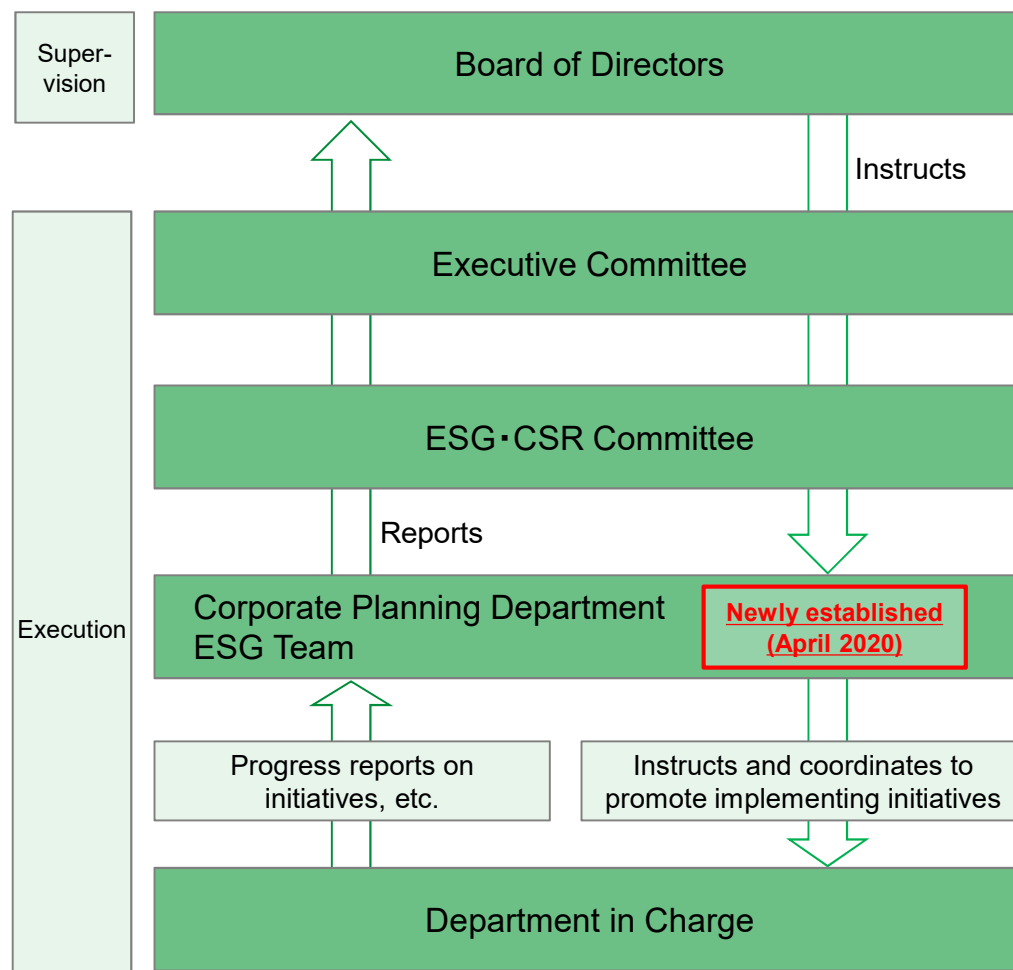 Super-
vision
Board of Directors
Instructs
Executive Committee
ESG･CSR Committee
Reports
Execution
Corporate Planning Department
ESG Team
Newly established
(April 2020)
Progress reports on
initiatives, etc.
Instructs and coordinates to
promote implementing initiatives
Department in Charge